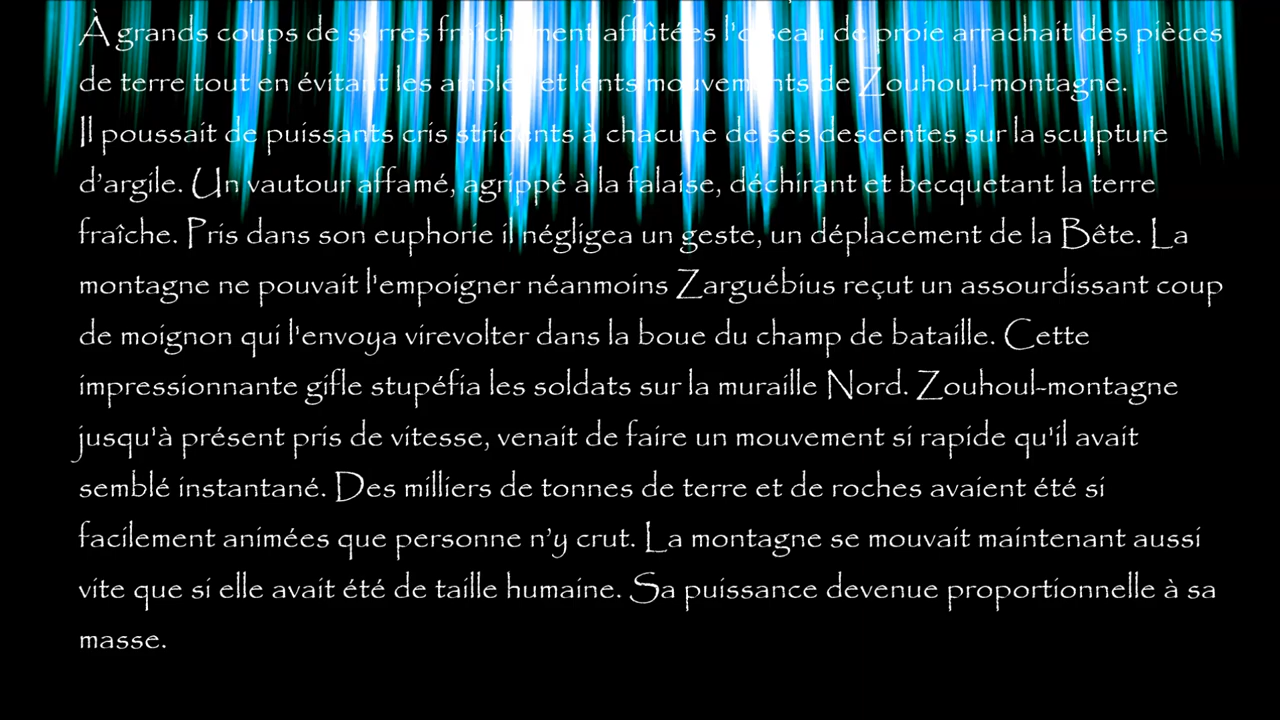 À grands coups de serres fraîchement affûtées l'oiseau de proie arrachait des pièces
de terre tout en évitant les amples et lents mouvements de Zouhoul-montagne.
Il poussait de puissants cris stridents à chacune de ses descentes sur la sculpture
d’argile. Un vautour affamé, agrippé à la falaise, déchirant et becquetant la terre
fraîche. Pris dans son euphorie il négligea un geste, un déplacement de la Bête. La
montagne ne pouvait l'empoigner néanmoins Zarguébius reçut un assourdissant coup
de moignon qui l'envoya virevolter dans la boue du champ de bataille. Cette
impressionnante gifle stupéfia les soldats sur la muraille Nord. Zouhoul-montagne
jusqu'à présent pris de vitesse, venait de faire un mouvement si rapide qu'il avait
semblé instantané. Des milliers de tonnes de terre et de roches avaient été si
facilement animées que personne n’y crut. La montagne se mouvait maintenant aussi
vite que si elle avait été de taille humaine. Sa puissance devenue proportionnelle à sa
masse.